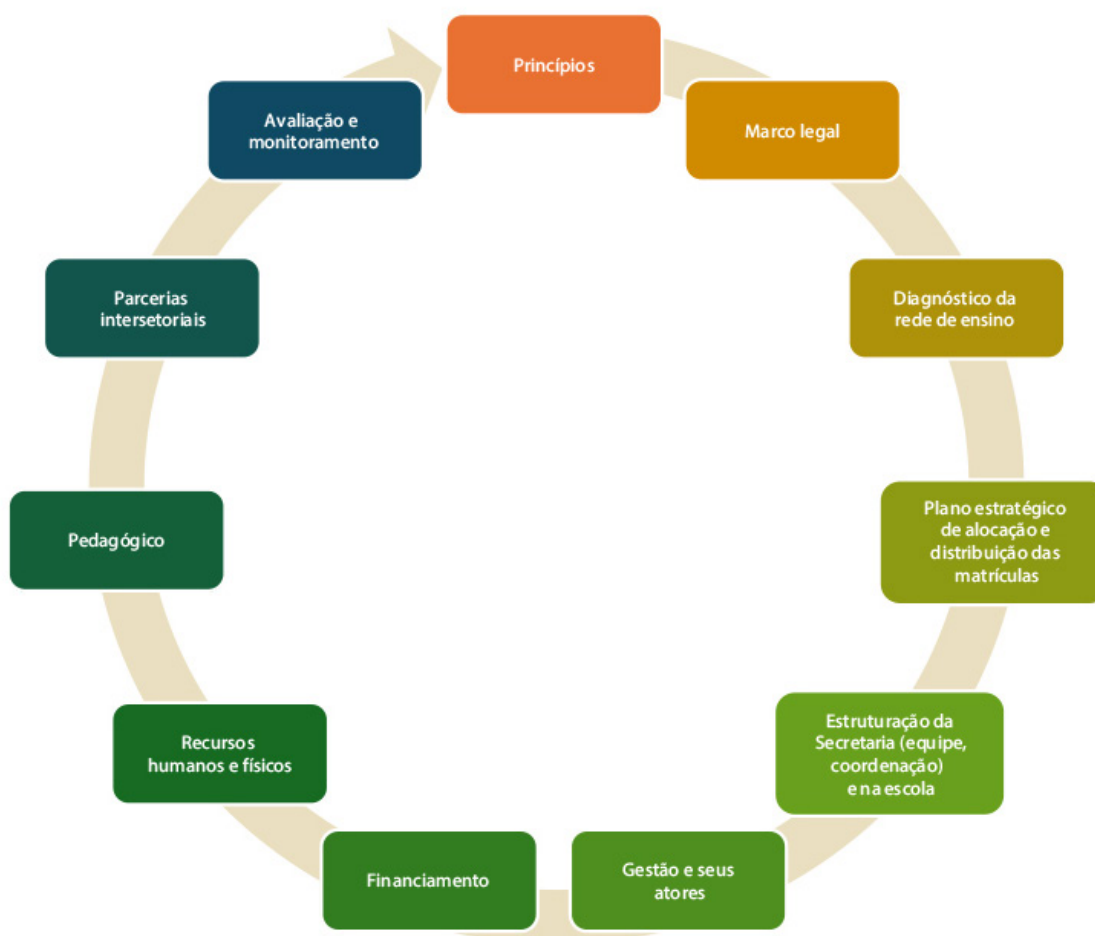 Princípios
Marco legal
Diagnóstico da
rede de ensino
Plano estratégico
de alocação e
distribuição das
matrículas
Estruturação da
Secretaria (equipe,
coordenação)
e na escola
Gestão e seus
atores
Financiamento
Recursos
humanos e físicos
Pedagógico
Parcerias
intersetoriais
Avaliação e
monitoramento